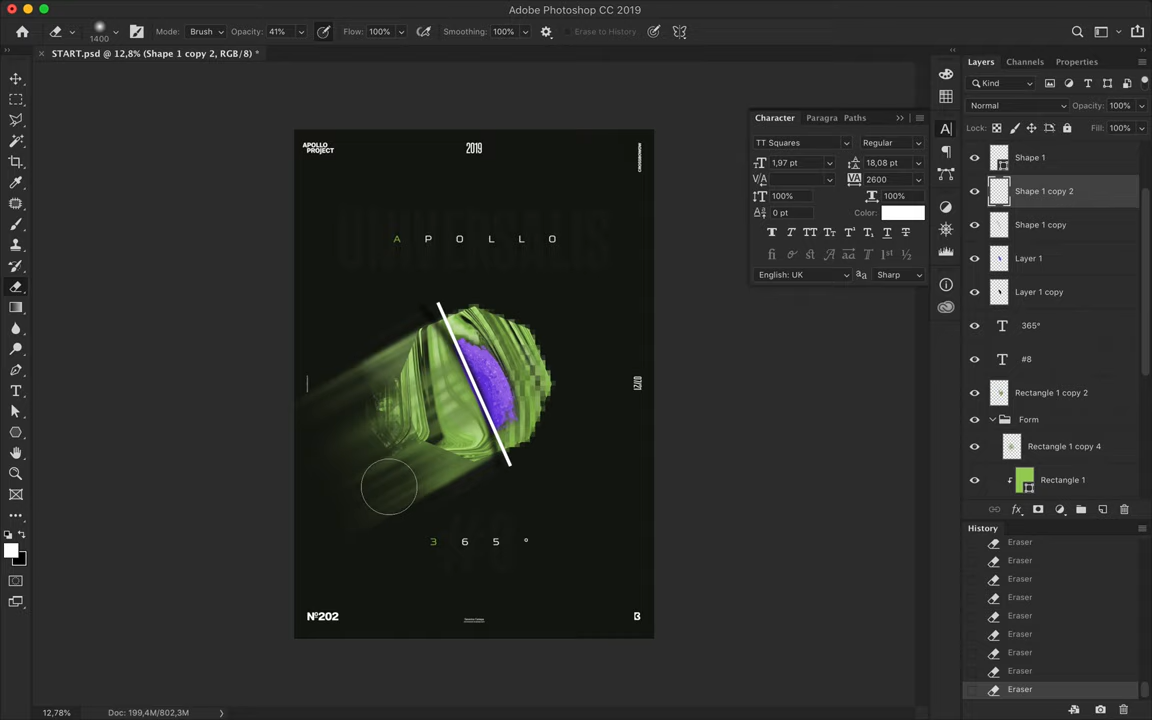 Adobe Photoshop CC 2019
1400
Mode: Brush
Opacity: 41%
Flow: 100%
Smoothing: 100%
Erase to History
START.psd @ 12,8% (Shape 1 copy 2, RGB/8) *
Character
Paragra
Paths
TT Squares
Regular
1,97 pt
18,08 pt
2600
100%
100%
0 pt
Color:
English: UK
Sharp
Layers
Channels
Properties
Kind
Normal
Opacity: 100%
Lock:
Fill: 100%
Shape 1
Shape 1 copy 2
Shape 1 copy
Layer 1
Layer 1 copy
365°
#8
Rectangle 1 copy 2
Form
Rectangle 1 copy 4
Rectangle 1
History
Eraser
Eraser
Eraser
Eraser
Eraser
Eraser
Eraser
Eraser
Eraser
APOLLO
PROJECT
2019
UNIVERSALIS
A P O L L O
#8
3 6 5 °
Nº202
12,78%
Doc: 199,4M/802,3M